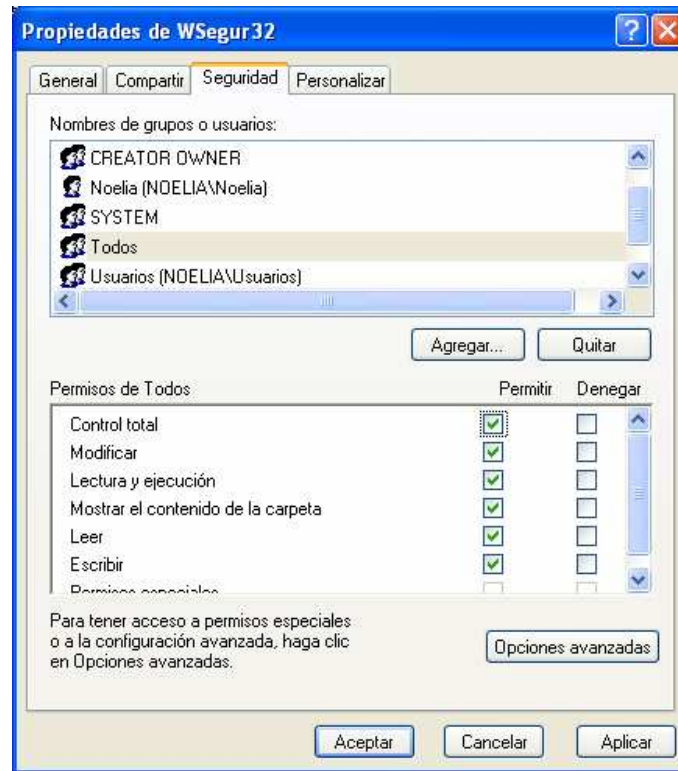 Propiedades de WSegur32
General Compartir Seguridad Personalizar
Nombres de grupos o usuarios:
CREATOR OWNER
Noelia (NOELIA\Noelia)
SYSTEM
Todos
Usuarios (NOELIA\Usuarios)
Agregar... Quitar
Permisos de Todos Permitir Denegar
Control total
Modificar
Lectura y ejecución
Mostrar el contenido de la carpeta
Leer
Escribir
Permisos especiales
Para tener acceso a permisos especiales
o a la configuración avanzada, haga clic
en Opciones avanzadas.
Opciones avanzadas
Aceptar Cancelar Aplicar